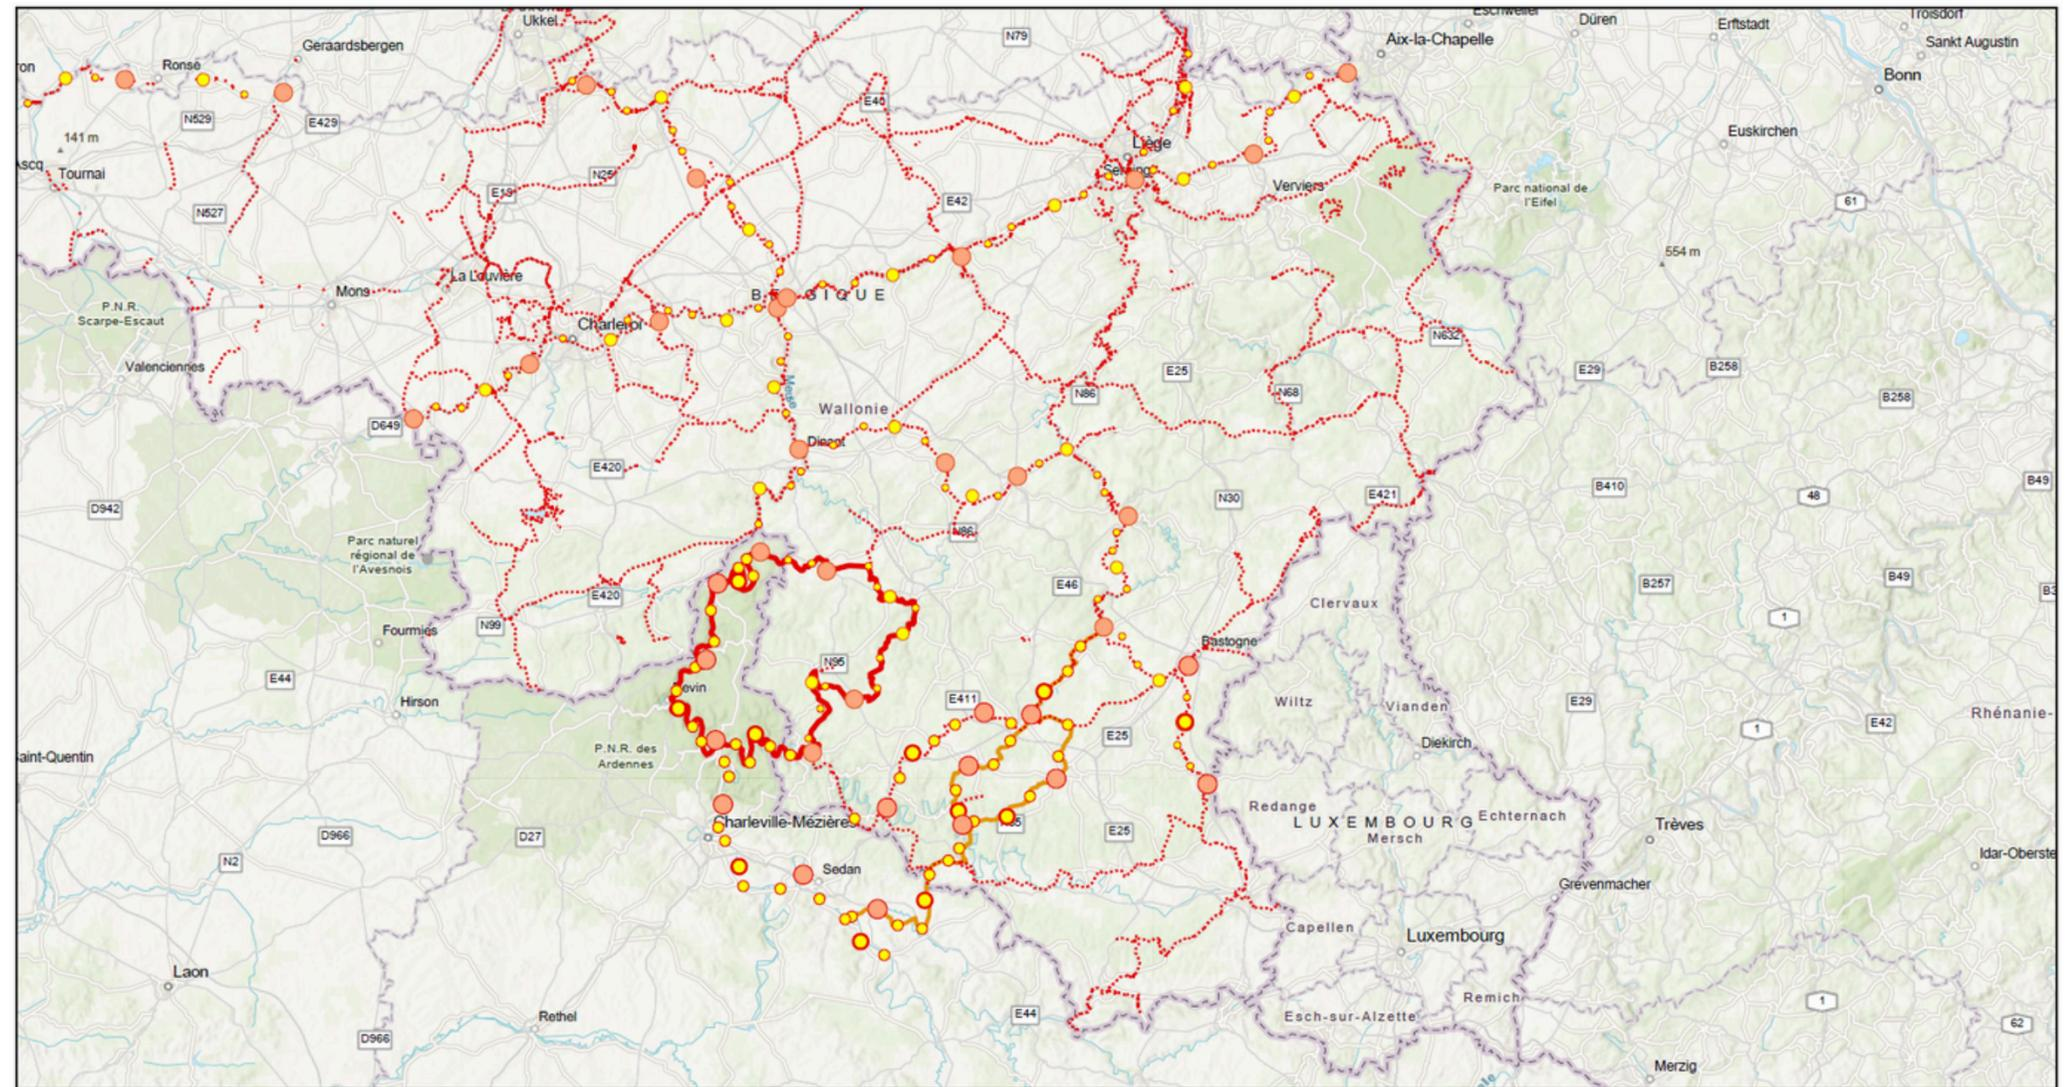 Ukkel
Eschweiler
Düren
Erftstadt
Troisdorf
Geraardsbergen
N79
Aix-la-Chapelle
Sankt Augustin
Ronse
Bonn
N529
E429
E40
141 m
Euskirchen
Liège
Tournai
N25
Verviers
Parc national de
l'Eifel
E19
E42
61
N527
554 m
La Louvière
Mons
BELGIQUE
P.N.R.
Scarpe-Escaut
Charleroi
N632
Valenciennes
E25
E29
B258
Meuse
N86
N68
B258
Wallonie
D649
Dinant
E420
B410
48
B49
N30
E421
D942
N86
Parc naturel
régional de
l'Avesnois
E46
B257
B49
E420
Clervaux
1
N99
Fourmies
Bastogne
N95
E44
Hirson
E411
Wiltz
Vianden
E29
Rhénanie-
1
E42
E25
Diekirch
P.N.R. des
Ardennes
Saint-Quentin
Redange
Echternach
LUXEMBOURG
Charleville-Mézières
Mersch
Trèves
D966
D27
E25
N2
Sedan
Idar-Oberste
Grevenmacher
Capellen
Luxembourg
Laon
Remich
1
E44
Esch-sur-Alzette
Rethel
62
D966
Merzig